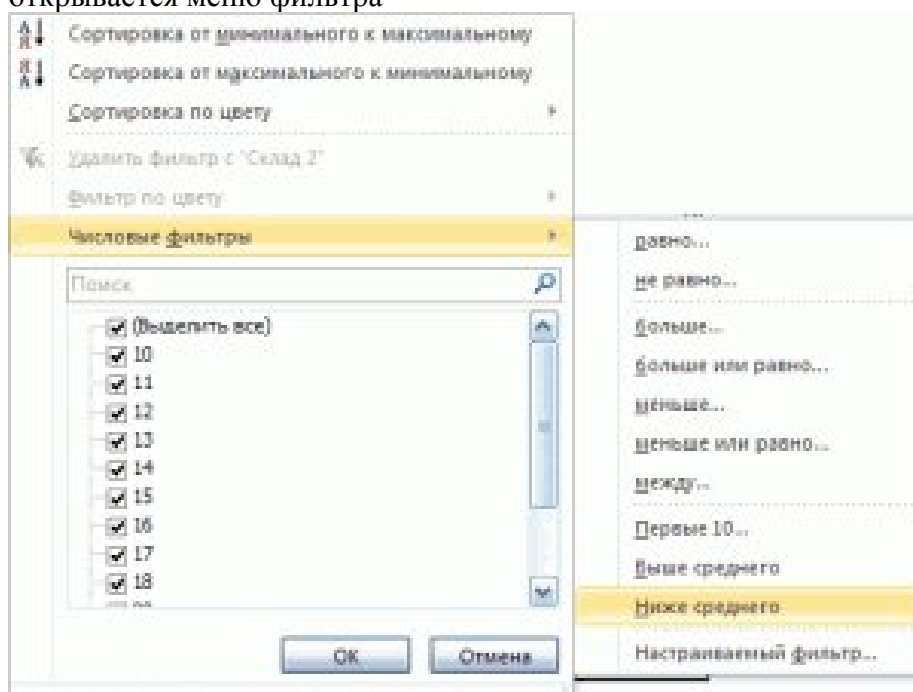 открывается меню фильтра
Сортировка от минимального к максимальному
Сортировка от максимального к минимальному
Сортировка по цвету
Удалить фильтр с "Склад 2"
Фильтр по цвету
Числовые фильтры
Поиск
(Выделить все)
10
11
12
13
14
15
16
17
18
ОК Отмена
равно...
не равно...
больше...
больше или равно...
меньше...
меньше или равно...
между...
Первые 10...
Выше среднего
Ниже среднего
Настраиваемый фильтр...